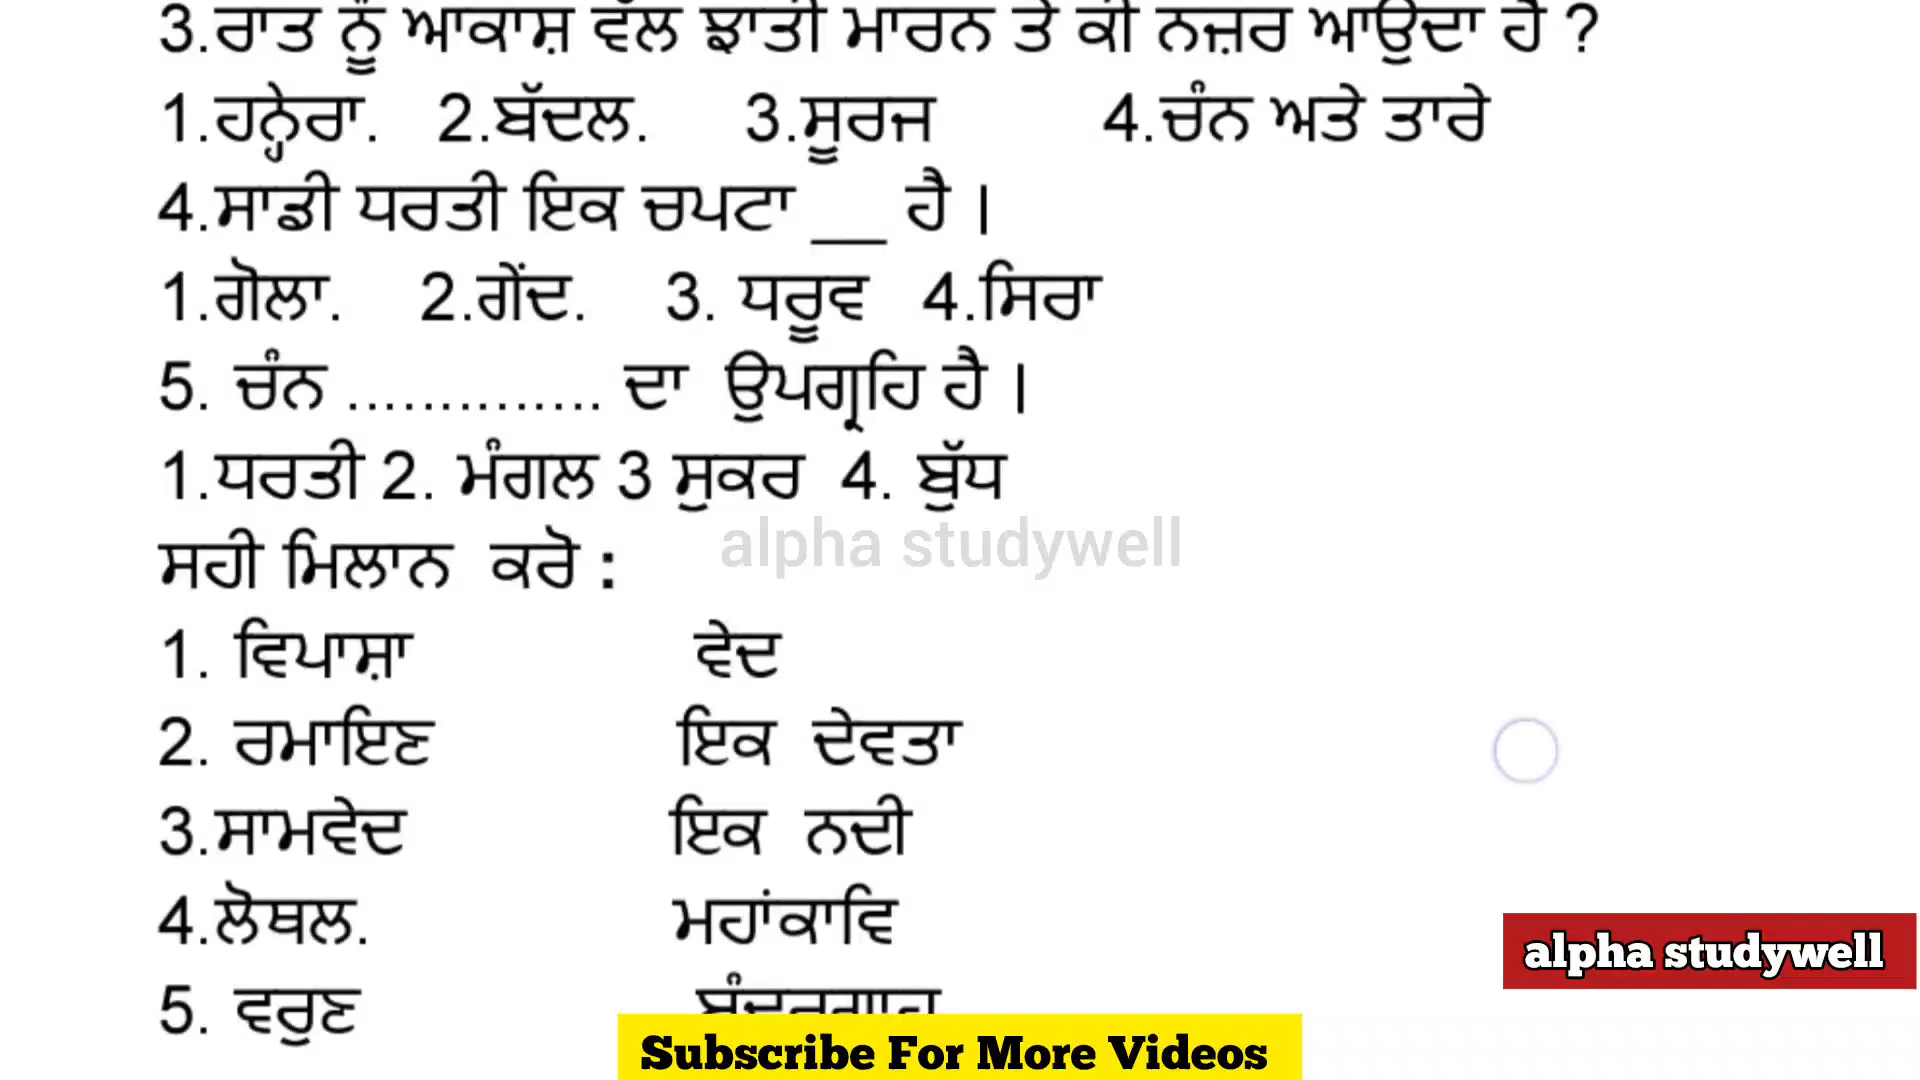 3.ਰਾਤ ਨੂੰ ਆਕਾਸ਼ ਵੱਲ ਝਾਤੀ ਮਾਰਨ ਤੇ ਕੀ ਨਜ਼ਰ ਆਉਂਦਾ ਹੈ ?
1.ਹਨ੍ਹੇਰਾ. 2.ਬੱਦਲ. 3.ਸੂਰਜ 4.ਚੰਨ ਅਤੇ ਤਾਰੇ
4.ਸਾਡੀ ਧਰਤੀ ਇਕ ਚਪਟਾ __ ਹੈ |
1.ਗੋਲਾ. 2.ਗੇਂਦ. 3. ਧਰੂਵ 4.ਸਿਰਾ
5. ਚੰਨ .............. ਦਾ ਉਪਗ੍ਰਹਿ ਹੈ |
1.ਧਰਤੀ 2. ਮੰਗਲ 3 ਸੁਕਰ 4. ਬੁੱਧ
alpha studywell
ਸਹੀ ਮਿਲਾਨ ਕਰੋ :
1. ਵਿਪਾਸ਼ਾ ਵੇਦ
2. ਰਮਾਇਣ ਇਕ ਦੇਵਤਾ
3.ਸਾਮਵੇਦ ਇਕ ਨਦੀ
4.ਲੋਥਲ. ਮਹਾਂਕਾਵਿ
alpha studywell
5. ਵਰੁਣ ਬੰਦਰਗਾਹ
Subscribe For More Videos